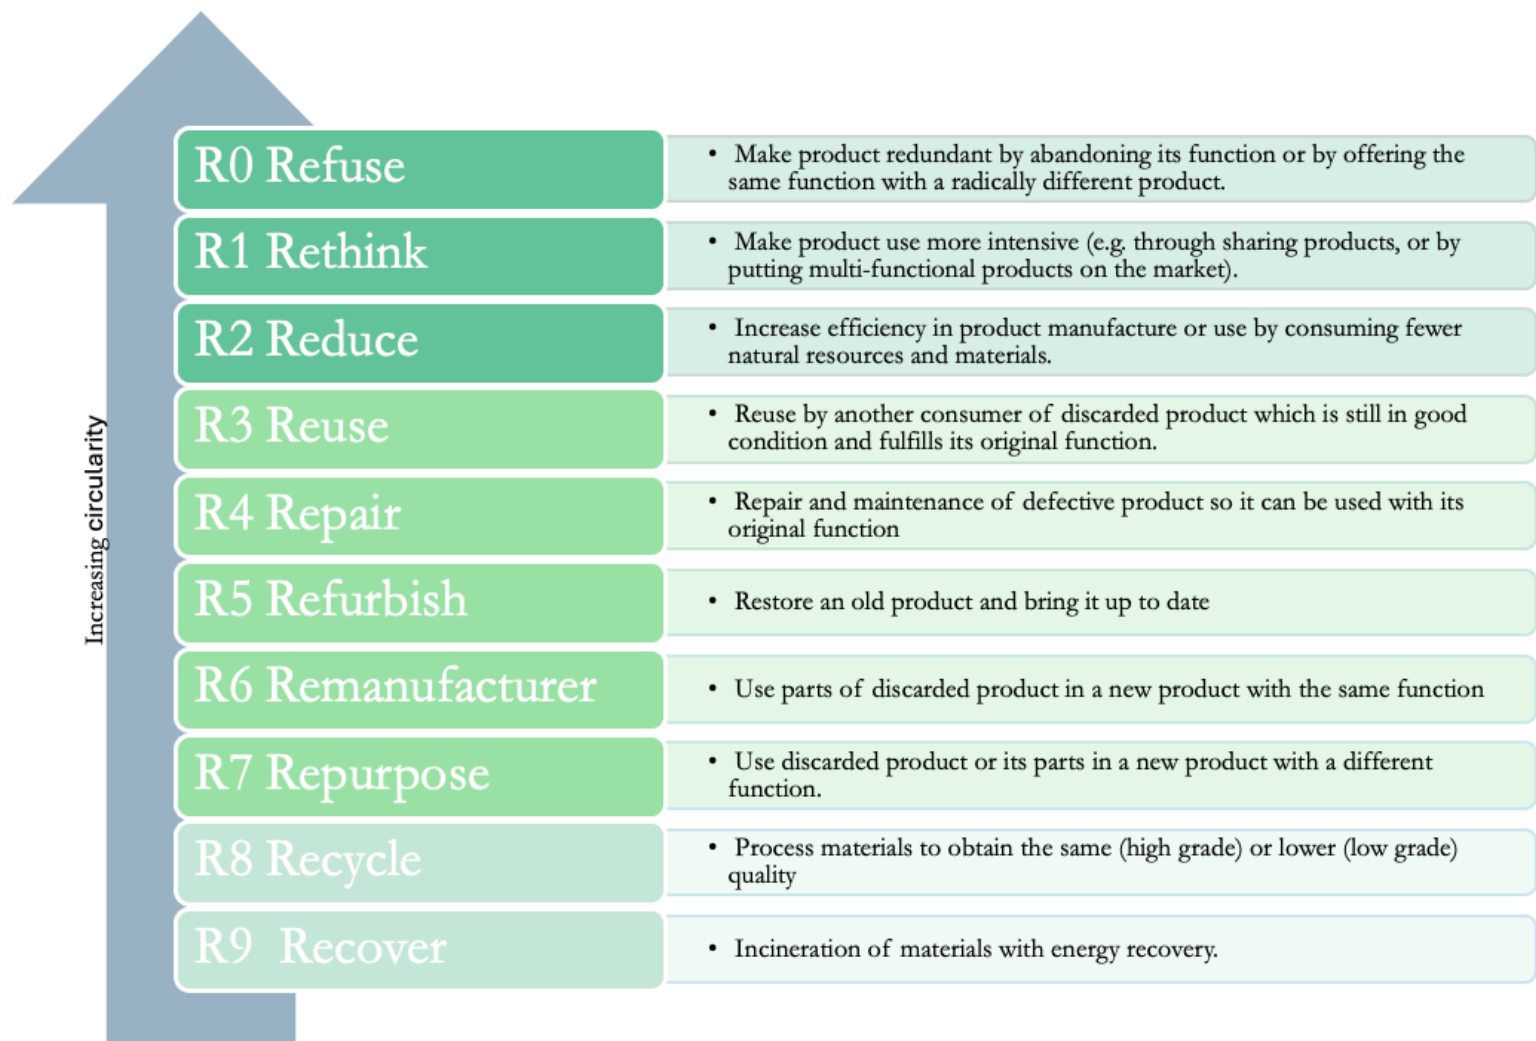 R0 Refuse
• Make product redundant by abandoning its function or by offering the
same function with a radically different product.
R1 Rethink
• Make product use more intensive (e.g. through sharing products, or by
putting multi-functional products on the market).
R2 Reduce
• Increase efficiency in product manufacture or use by consuming fewer
natural resources and materials.
R3 Reuse
• Reuse by another consumer of discarded product which is still in good
condition and fulfills its original function.
R4 Repair
• Repair and maintenance of defective product so it can be used with its
original function
R5 Refurbish
• Restore an old product and bring it up to date
R6 Remanufacturer
• Use parts of discarded product in a new product with the same function
R7 Repurpose
• Use discarded product or its parts in a new product with a different
function.
R8 Recycle
• Process materials to obtain the same (high grade) or lower (low grade)
quality
R9 Recover
• Incineration of materials with energy recovery.
Increasing circularity